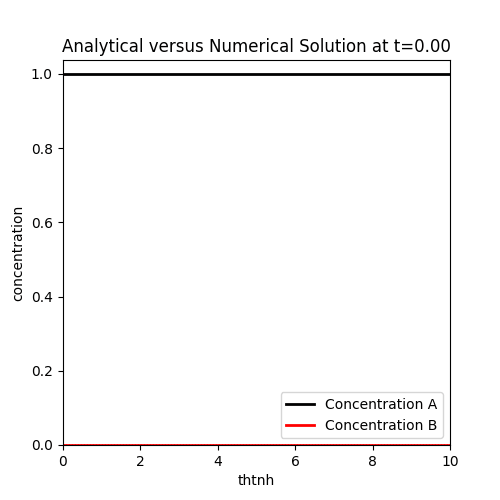 Analytical versus Numerical Solution at t=0.00
1.0
0.8
0.6
0.4
0.2
0.0
concentration
Concentration A
Concentration B
0 2 4 6 8 10
thtnh